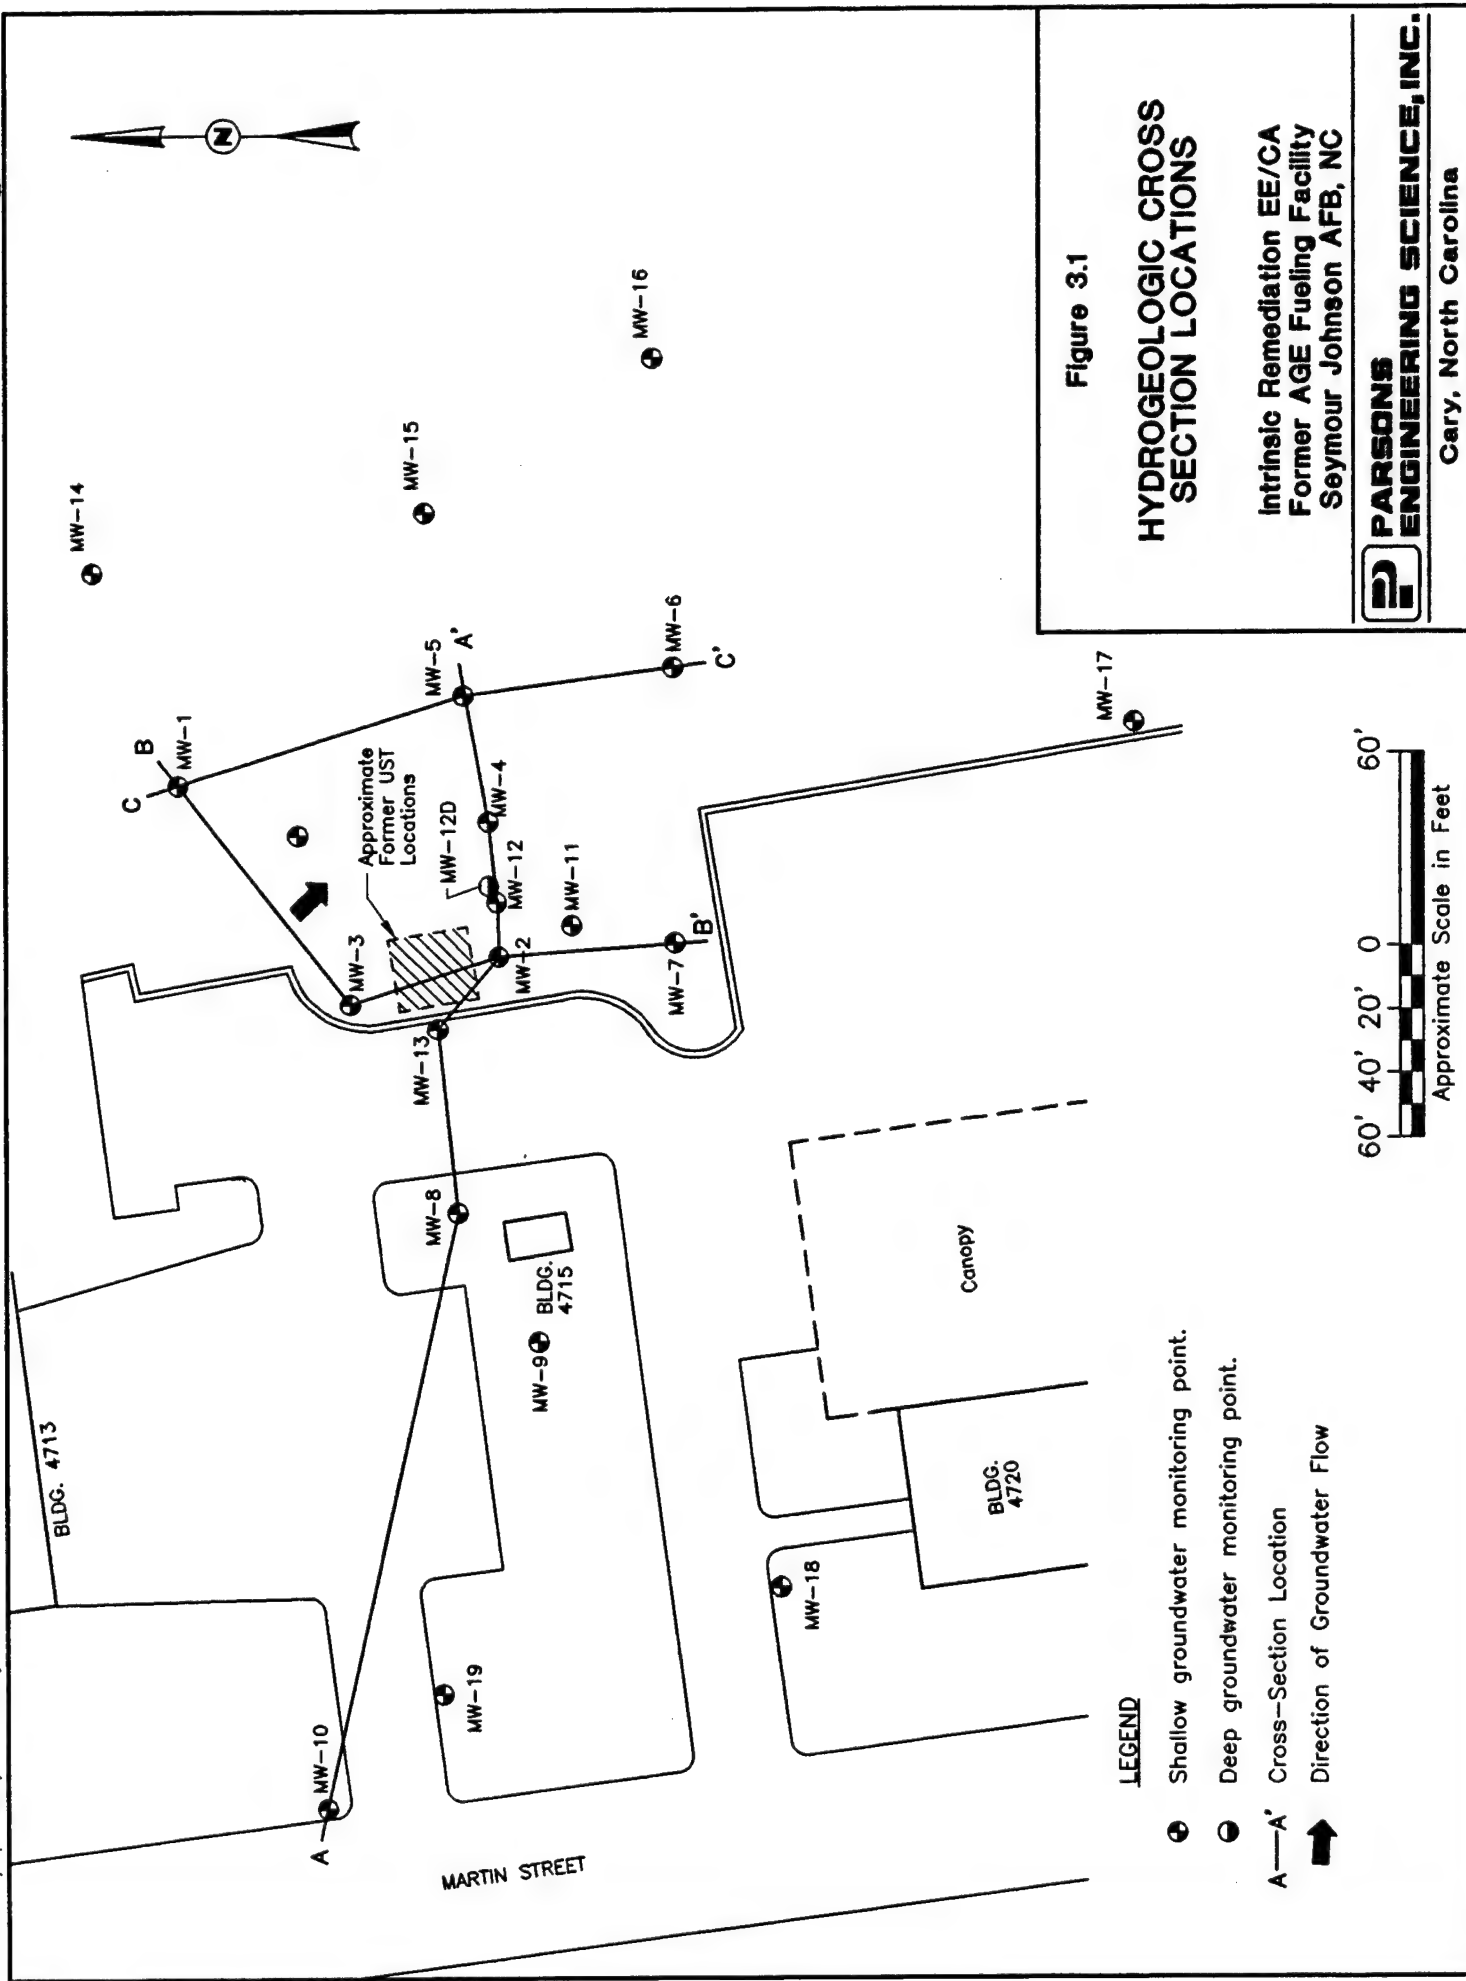 N
MW-14
MW-15
MW-16
C
B
MW-1
MW-5
A'
MW-6
C'
MW-17
Approximate
Former UST
Locations
MW-4
MW-12D
MW-12
MW-11
MW-3
MW-2
MW-7
B'
MW-13
MW-8
BLDG.
4715
MW-9
BLDG. 4713
Canopy
BLDG.
4720
MW-18
MW-19
MW-10
A
MARTIN STREET
LEGEND
Shallow groundwater monitoring point.
Deep groundwater monitoring point.
A—A' Cross-Section Location
Direction of Groundwater Flow
60' 40' 20' 0 60'
Approximate Scale in Feet
Figure 3.1
HYDROGEOLOGIC CROSS
SECTION LOCATIONS
Intrinsic Remediation EE/CA
Former AGE Fueling Facility
Seymour Johnson AFB, NC
PARSONS
ENGINEERING SCIENCE, INC.
Cary, North Carolina